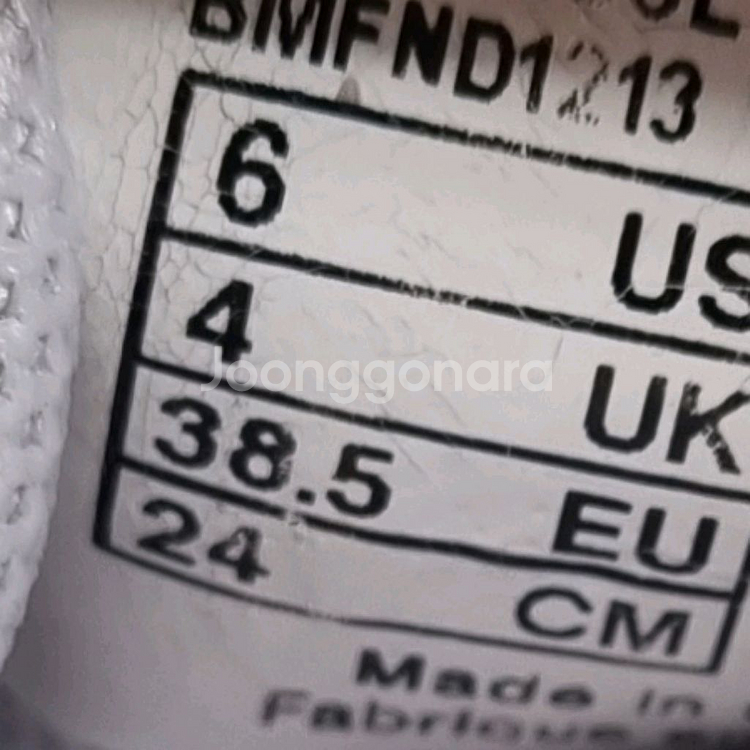 BMFND1213
6 US
4 UK
38.5 EU
24 CM
Joonggonara
Made in